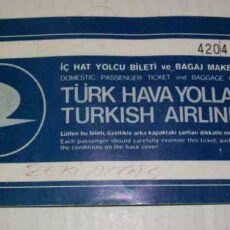 4204
İÇ HAT YOLCU BİLETİ ve BAGAJ MAKE
DOMESTIC PASSENGER TICKET and BAGGAGE
TÜRK HAVA YOLLA
TURKISH AIRLIN
Lütfen bu bileti, özellikle arka kapaktaki şartları dikkatle in
Each passenger should carefully examine this ticket, part
the conditions on the back cover.